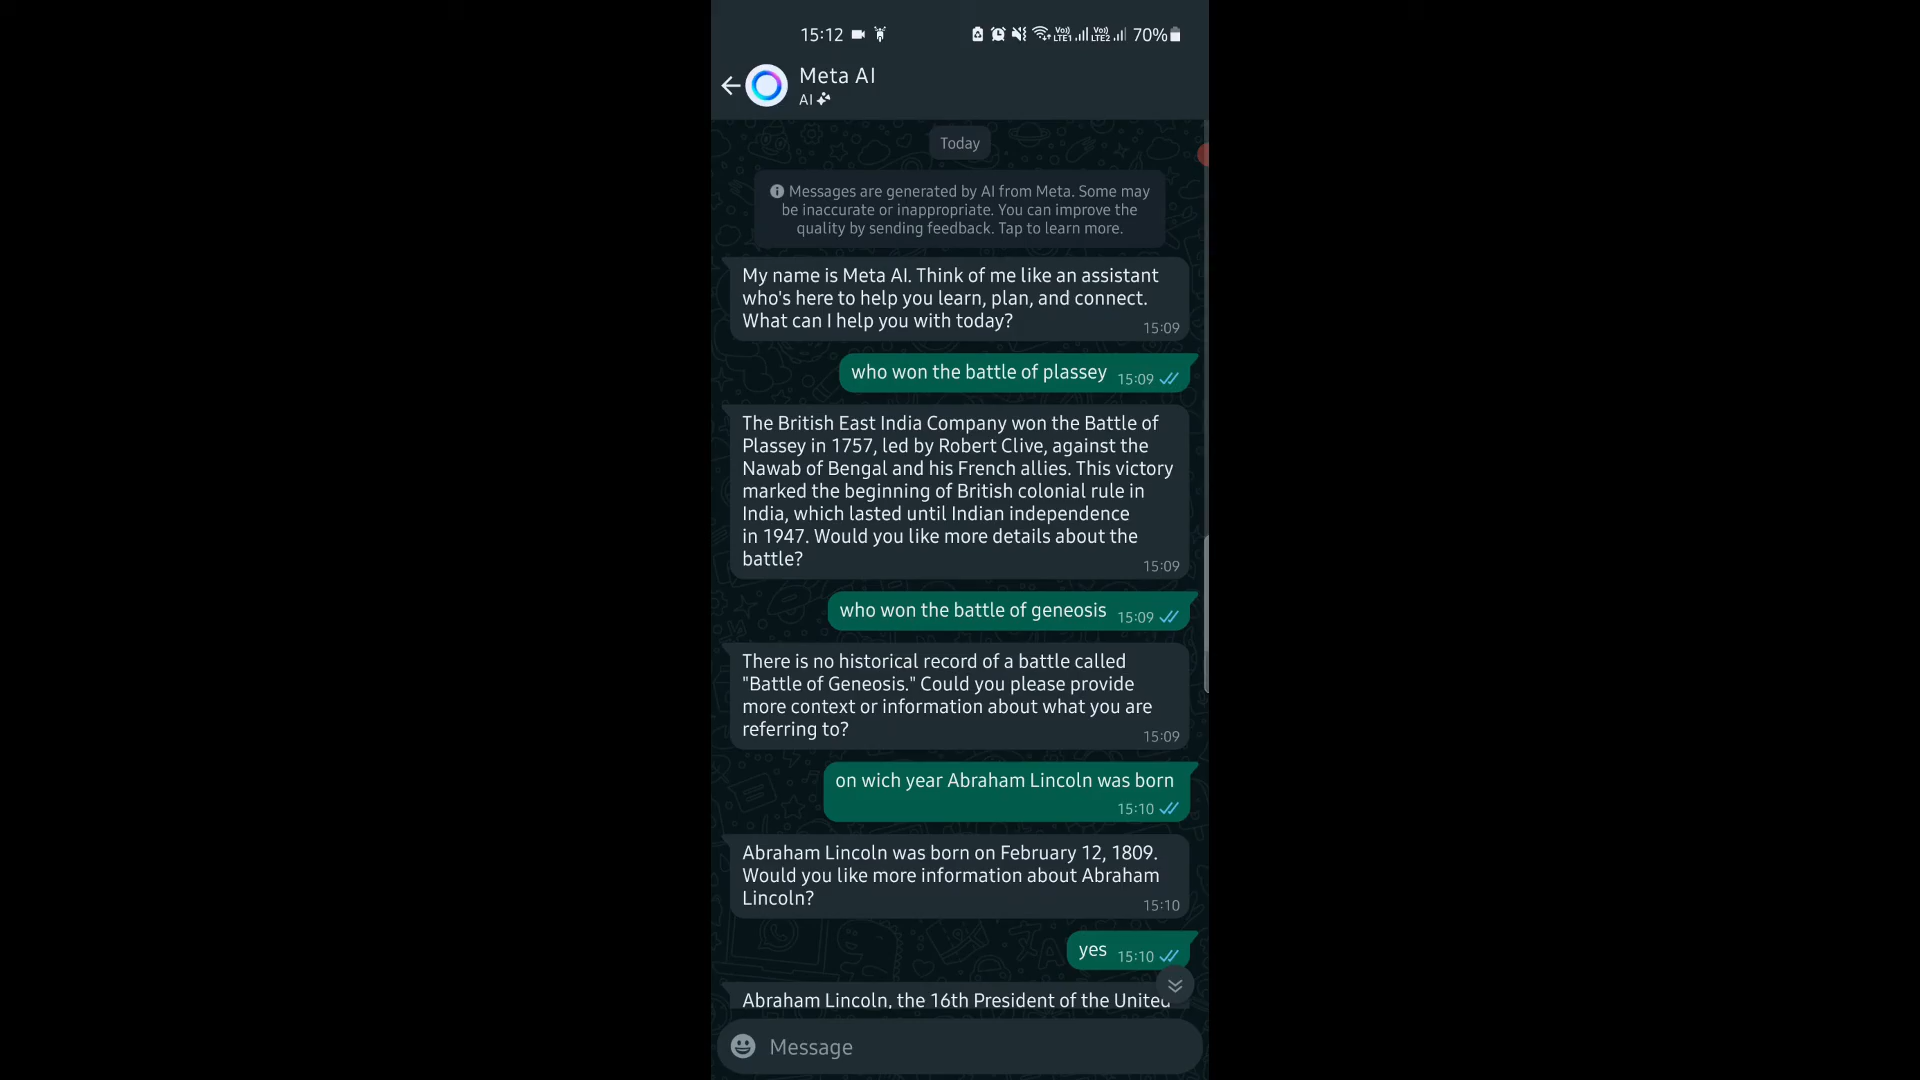 15:12 70%
Meta AI
AI
Today
Messages are generated by AI from Meta. Some may
be inaccurate or inappropriate. You can improve the
quality by sending feedback. Tap to learn more.
My name is Meta AI. Think of me like an assistant
who's here to help you learn, plan, and connect.
What can I help you with today?
15:09
who won the battle of plassey 15:09
The British East India Company won the Battle of
Plassey in 1757, led by Robert Clive, against the
Nawab of Bengal and his French allies. This victory
marked the beginning of British colonial rule in
India, which lasted until Indian independence
in 1947. Would you like more details about the
battle?
15:09
who won the battle of geneosis 15:09
There is no historical record of a battle called
"Battle of Geneosis." Could you please provide
more context or information about what you are
referring to?
15:09
on wich year Abraham Lincoln was born
15:10
Abraham Lincoln was born on February 12, 1809.
Would you like more information about Abraham
Lincoln?
15:10
yes 15:10
Abraham Lincoln, the 16th President of the United
Message